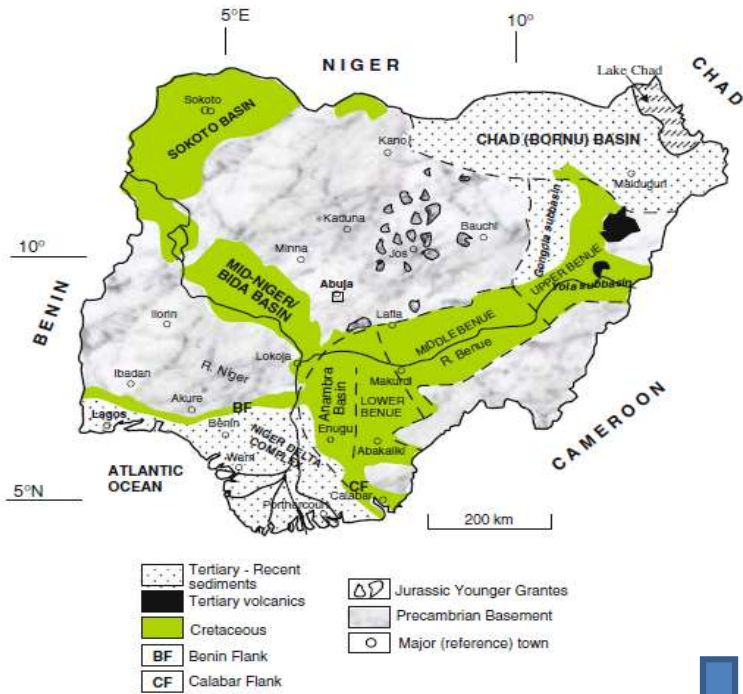 5°E
10°
NIGER
CHAD
Lake Chad
Sokoto
SOKOTO BASIN
Kano
CHAD (BORNU) BASIN
Maiduguri
Kaduna
Bauchi
Gongola subbasin
10°
Minna
Jos
UPPER BENUE
Yola subbasin
MID-NIGER/
BIDA BASIN
Abuja
BENIN
Ilorin
Lafia
MIDDLE BENUE
R. Benue
Lokoja
R. Niger
Ibadan
Makurdi
Akure
Anambra
Basin
LOWER
BENUE
BF
Lagos
Benin
Enugu
NIGER DELTA
COMPLEX
Abakaliki
CAMEROON
Warri
ATLANTIC
OCEAN
CF
5°N
Calabar
Portharcourt
200 km
Tertiary - Recent
sediments
Tertiary volcanics
Cretaceous
BF Benin Flank
CF Calabar Flank
Jurassic Younger Grantes
Precambrian Basement
Major (reference) town